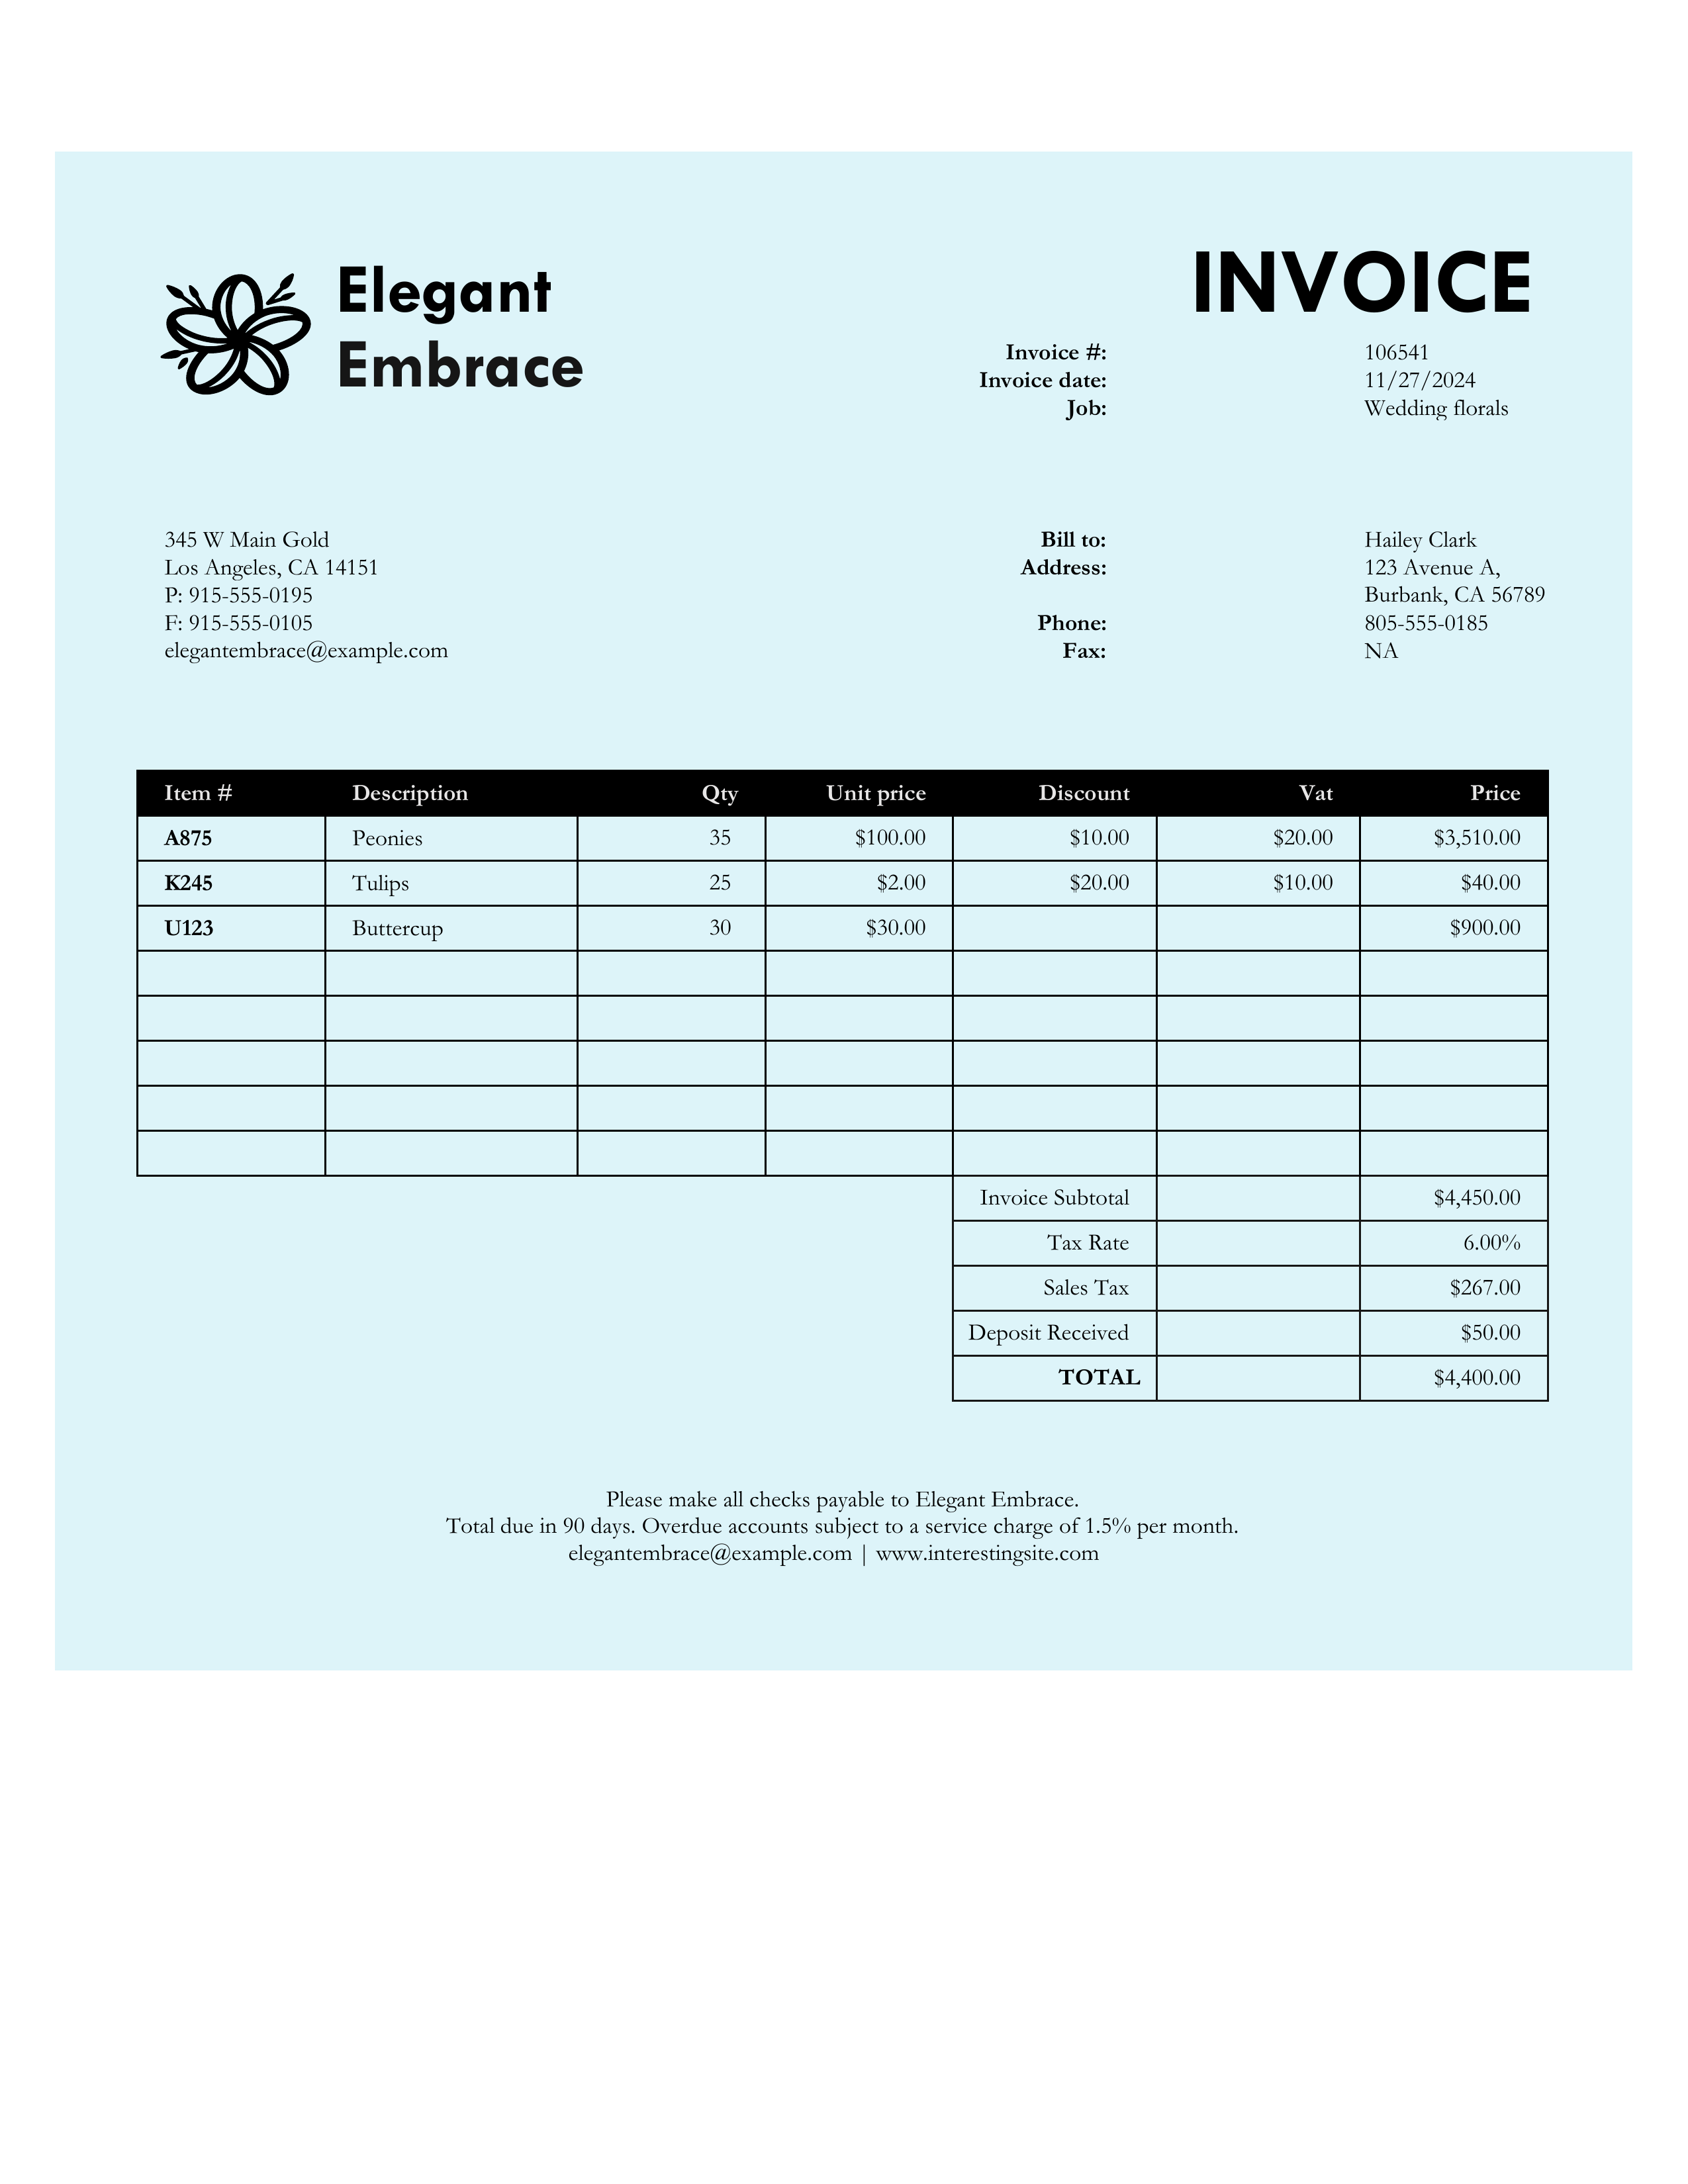 Elegant
Embrace
INVOICE
Invoice #: 106541
Invoice date: 11/27/2024
Job: Wedding florals
345 W Main Gold
Los Angeles, CA 14151
P: 915-555-0195
F: 915-555-0105
elegantembrace@example.com
Bill to: Hailey Clark
Address: 123 Avenue A,
Burbank, CA 56789
Phone: 805-555-0185
Fax: NA
Item # Description Qty Unit price Discount Vat Price
A875 Peonies 35 $100.00 $10.00 $20.00 $3,510.00
K245 Tulips 25 $2.00 $20.00 $10.00 $40.00
U123 Buttercup 30 $30.00 $900.00
Invoice Subtotal $4,450.00
Tax Rate 6.00%
Sales Tax $267.00
Deposit Received $50.00
TOTAL $4,400.00
Please make all checks payable to Elegant Embrace.
Total due in 90 days. Overdue accounts subject to a service charge of 1.5% per month.
elegantembrace@example.com | www.interestingsite.com